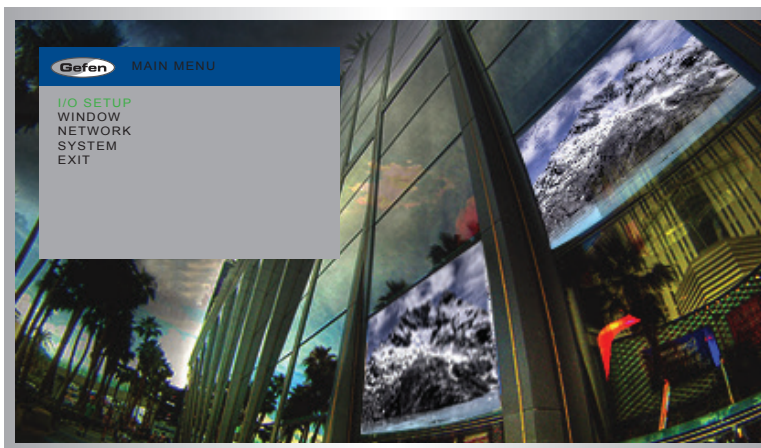 Gefen
MAIN MENU
I/O SETUP
WINDOW
NETWORK
SYSTEM
EXIT